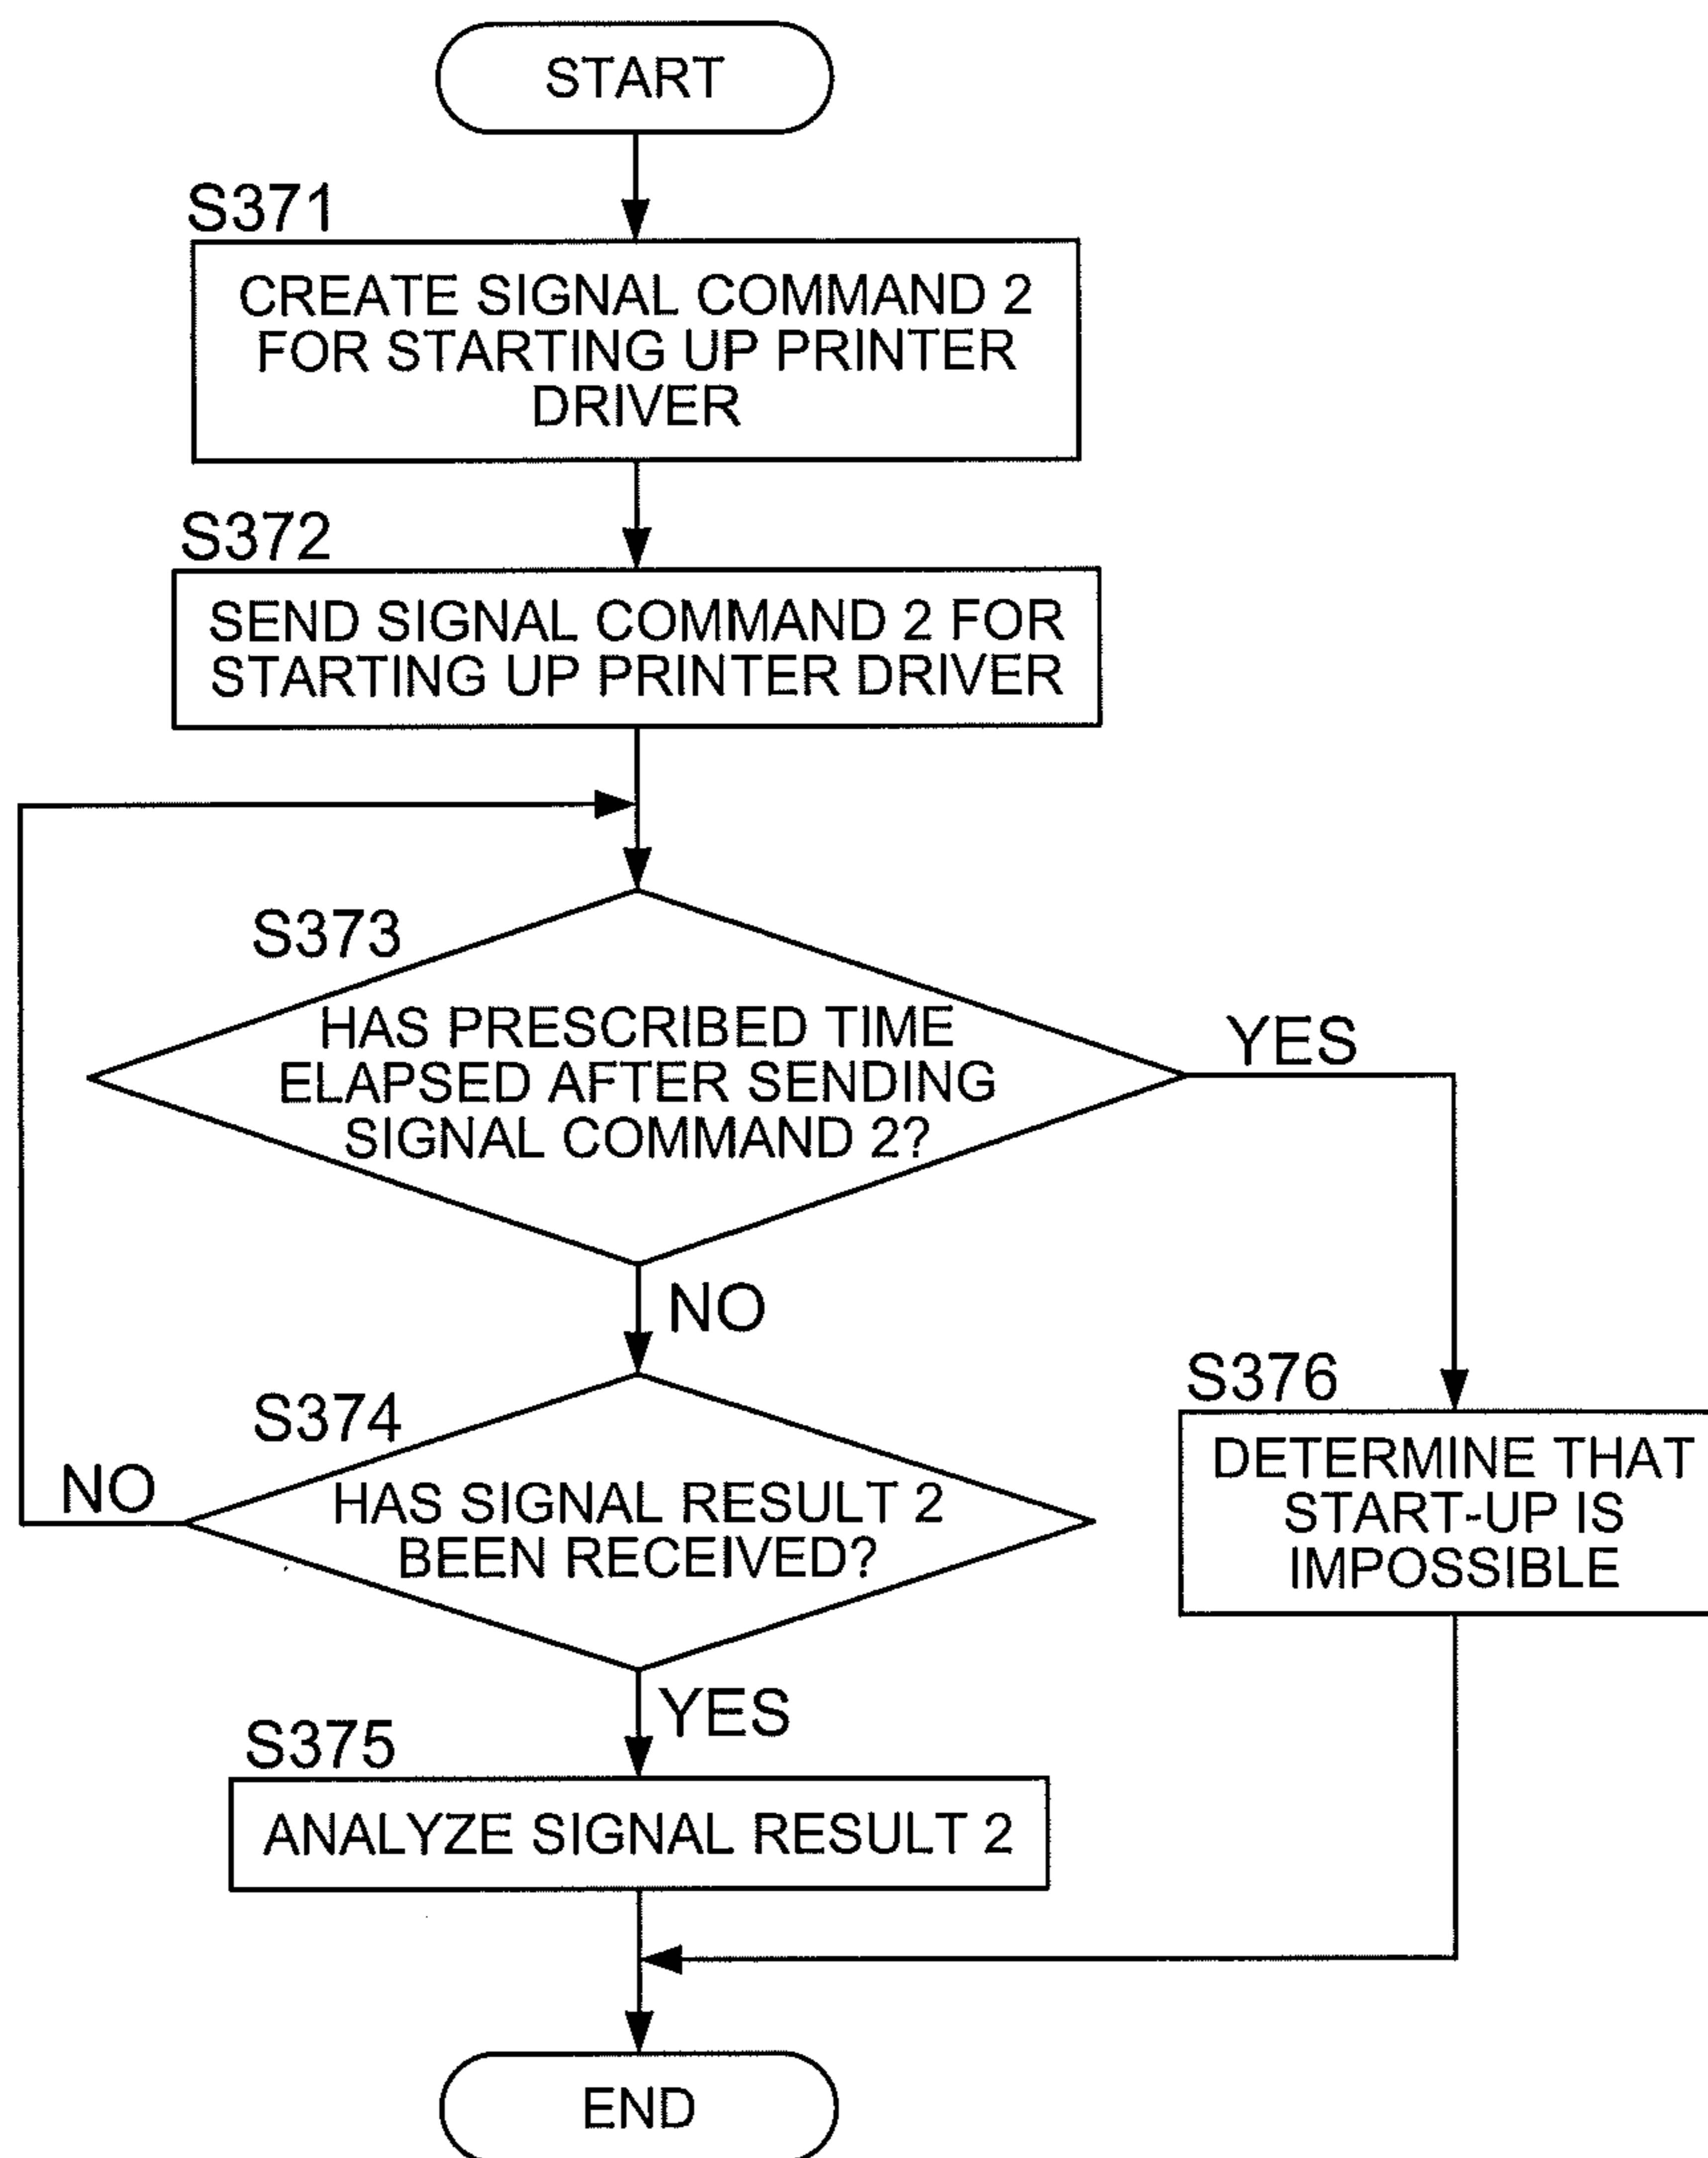 START
S371
CREATE SIGNAL COMMAND 2
FOR STARTING UP PRINTER
DRIVER
S372
SEND SIGNAL COMMAND 2 FOR
STARTING UP PRINTER DRIVER
S373
HAS PRESCRIBED TIME
ELAPSED AFTER SENDING
SIGNAL COMMAND 2?
YES
NO
S374
HAS SIGNAL RESULT 2
BEEN RECEIVED?
NO
YES
S376
DETERMINE THAT
START-UP IS
IMPOSSIBLE
S375
ANALYZE SIGNAL RESULT 2
END